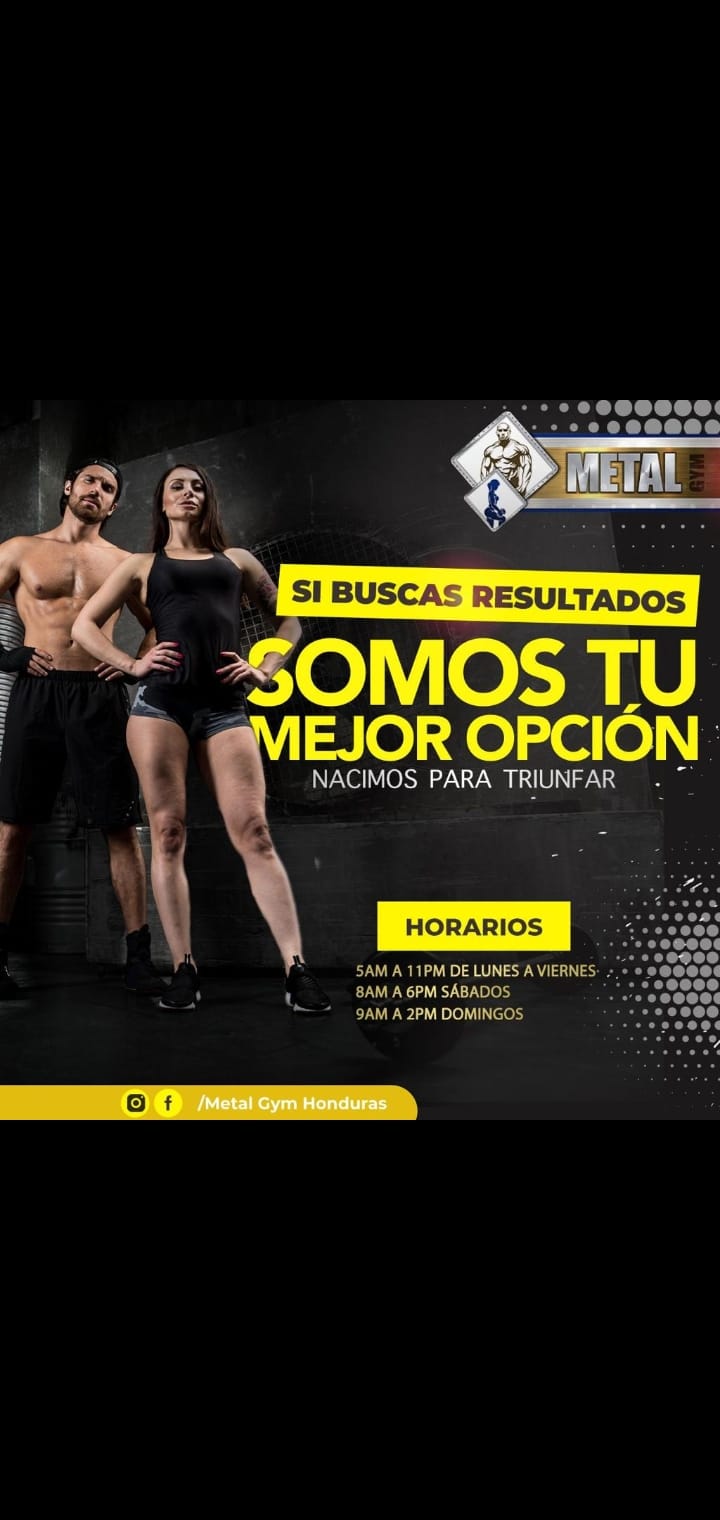 METAL GYM
SI BUSCAS RESULTADOS
SOMOS TU
MEJOR OPCIÓN
NACIMOS PARA TRIUNFAR
HORARIOS
5AM A 11PM DE LUNES A VIERNES
8AM A 6PM SÁBADOS
9AM A 2PM DOMINGOS
/Metal Gym Honduras